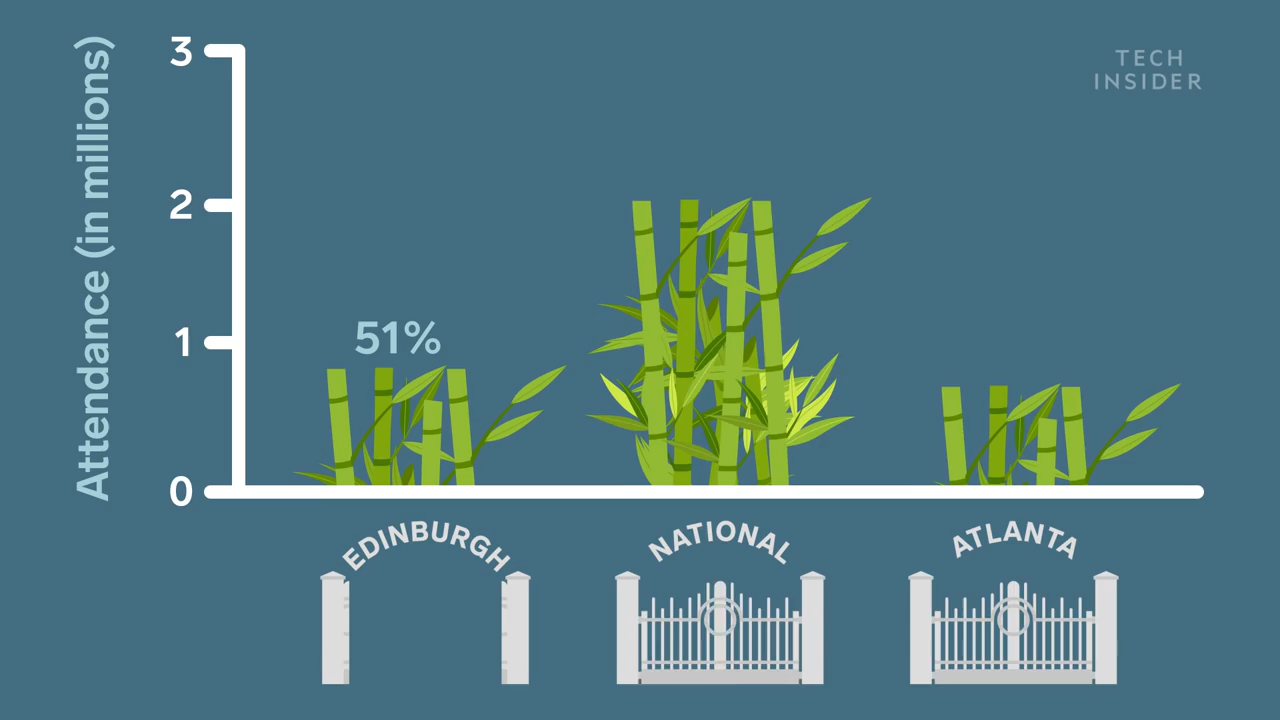 Attendance (in millions)
3
2
1
0
TECH
INSIDER
51%
EDINBURGH
NATIONAL
ATLANTA